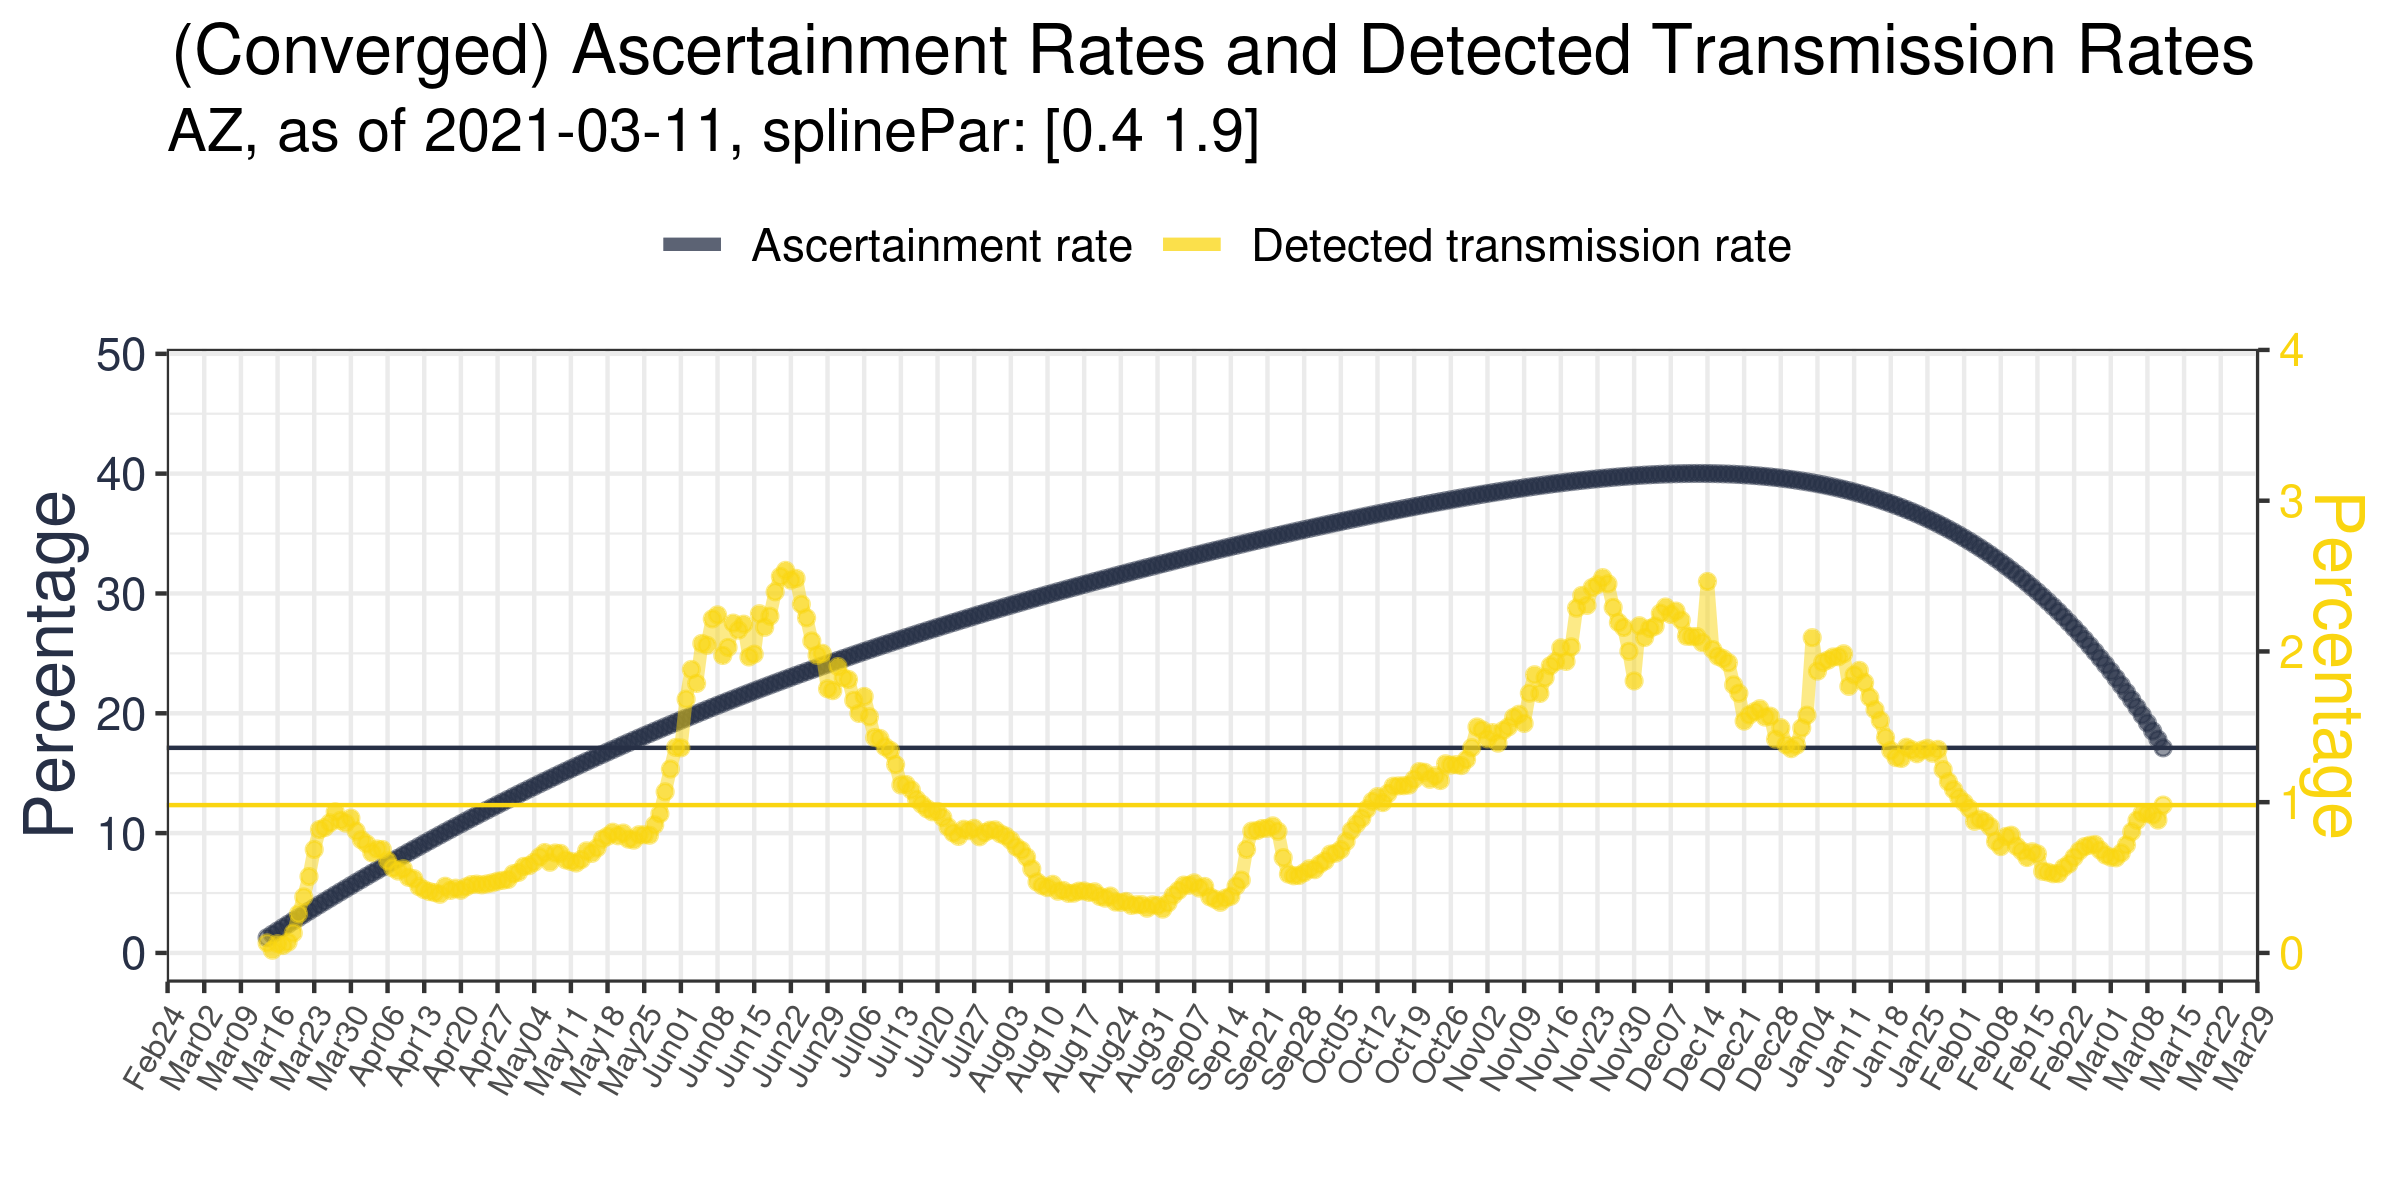 (Converged) Ascertainment Rates and Detected Transmission Rates
AZ, as of 2021-03-11, splinePar: [0.4 1.9]
Ascertainment rate
Detected transmission rate
Percentage
50
40
30
20
10
0
4
3
2
1
0
Percentage
Feb24
Mar02
Mar09
Mar16
Mar23
Mar30
Apr06
Apr13
Apr20
Apr27
May04
May11
May18
May25
Jun01
Jun08
Jun15
Jun22
Jun29
Jul06
Jul13
Jul20
Jul27
Aug03
Aug10
Aug17
Aug24
Aug31
Sep07
Sep14
Sep21
Sep28
Oct05
Oct12
Oct19
Oct26
Nov02
Nov09
Nov16
Nov23
Nov30
Dec07
Dec14
Dec21
Dec28
Jan04
Jan11
Jan18
Jan25
Feb01
Feb08
Feb15
Feb22
Mar01
Mar08
Mar15
Mar22
Mar29